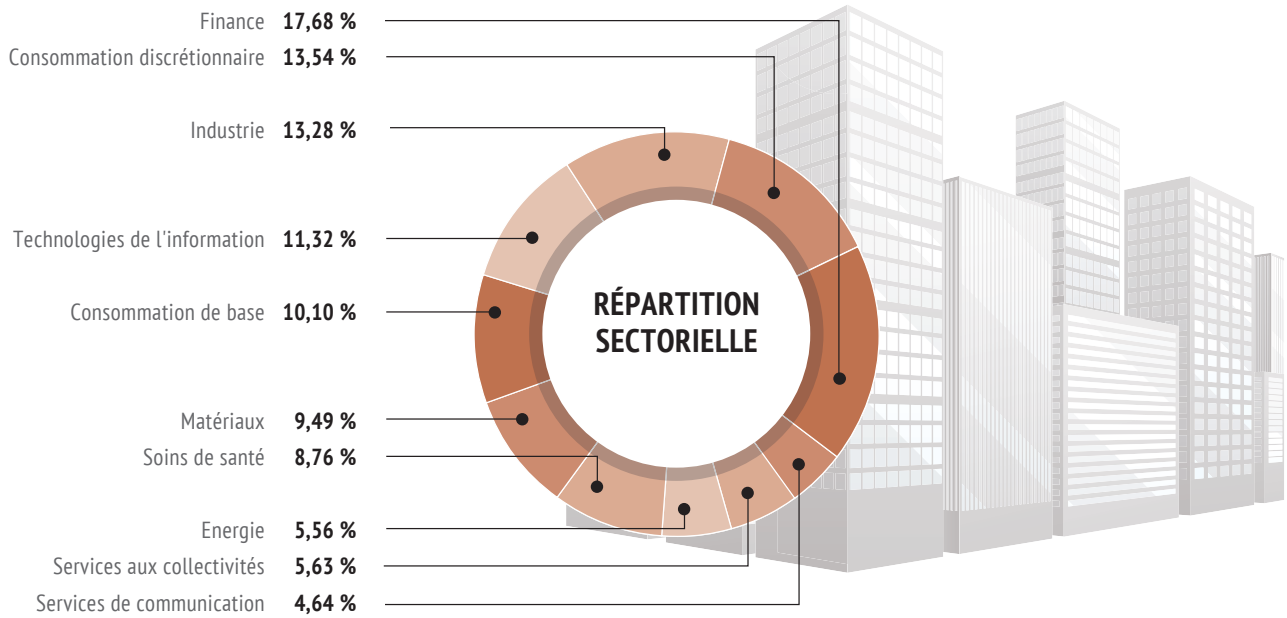 Finance 17,68 %
Consommation discrétionnaire 13,54 %
Industrie 13,28 %
Technologies de l'information 11,32 %
Consommation de base 10,10 %
Matériaux 9,49 %
Soins de santé 8,76 %
Energie 5,56 %
Services aux collectivités 5,63 %
Services de communication 4,64 %
RÉPARTITION
SECTORIELLE